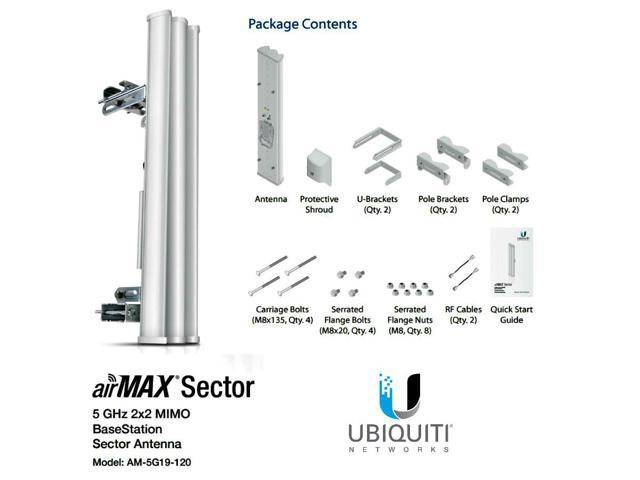 Package Contents
Antenna
Protective
Shroud
U-Brackets
(Qty. 2)
Pole Brackets
(Qty. 2)
Pole Clamps
(Qty. 2)
Carriage Bolts
(M8x135, Qty. 4)
Serrated
Flange Bolts
(M8x20, Qty. 4)
Serrated
Flange Nuts
(M8, Qty. 8)
RF Cables
(Qty. 2)
Quick Start
Guide
airMAX® Sector
5 GHz 2x2 MIMO
BaseStation
Sector Antenna
Model: AM-5G19-120
UBIQUITI
NETWORKS
airMAX Sector